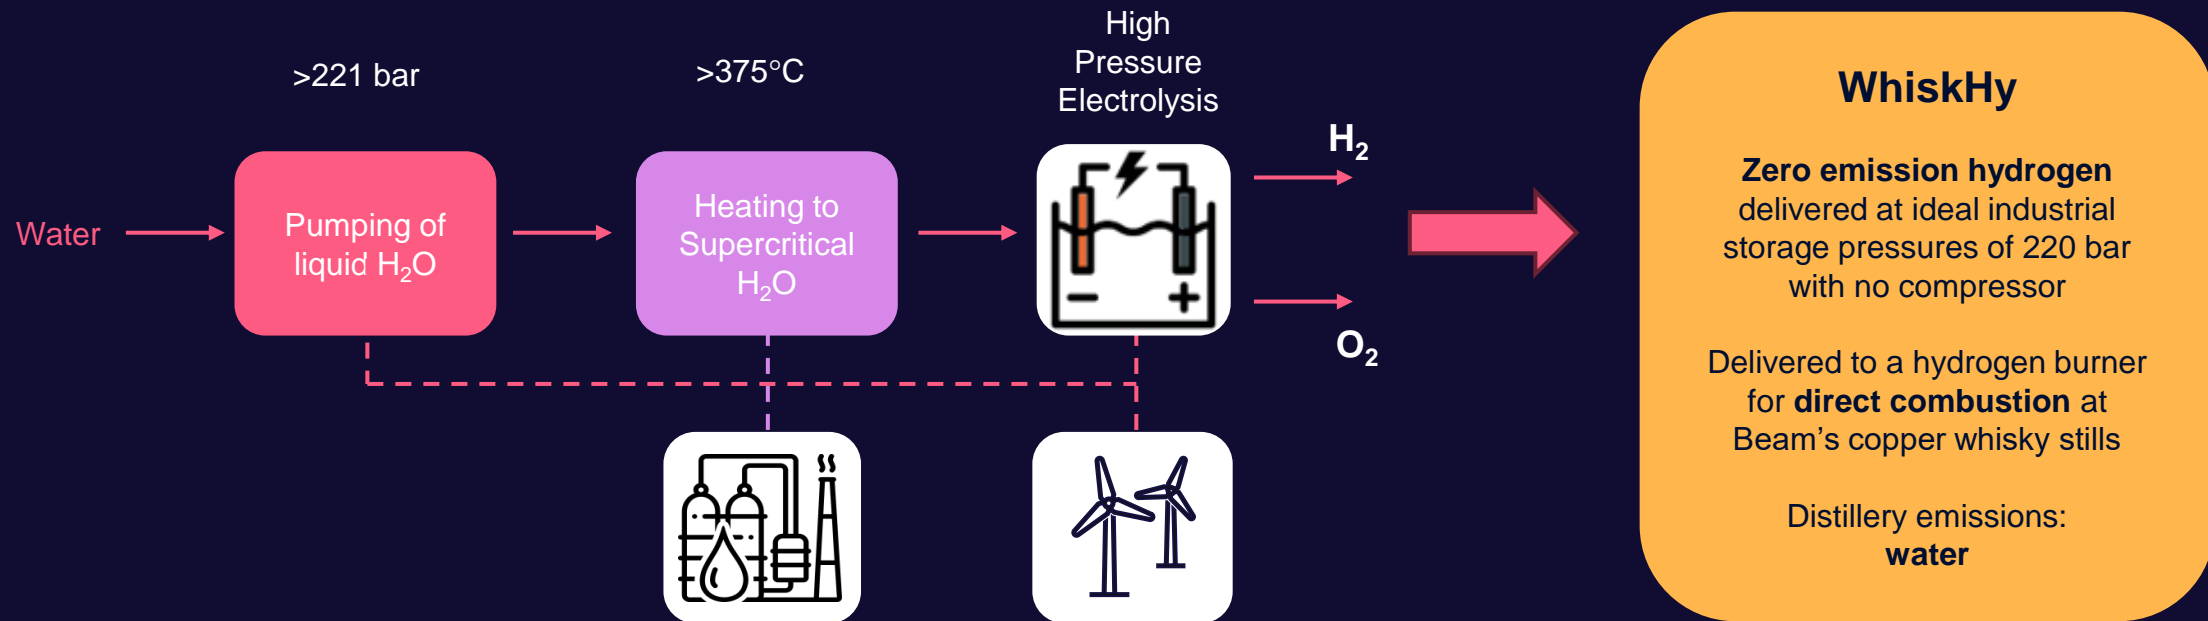 Water
>221 bar
Pumping of
liquid H₂O
>375°C
Heating to
Supercritical
H₂O
High
Pressure
Electrolysis
− +
H₂
O₂
WhiskHy
Zero emission hydrogen
delivered at ideal industrial
storage pressures of 220 bar
with no compressor
Delivered to a hydrogen burner
for direct combustion at
Beam's copper whisky stills
Distillery emissions:
water